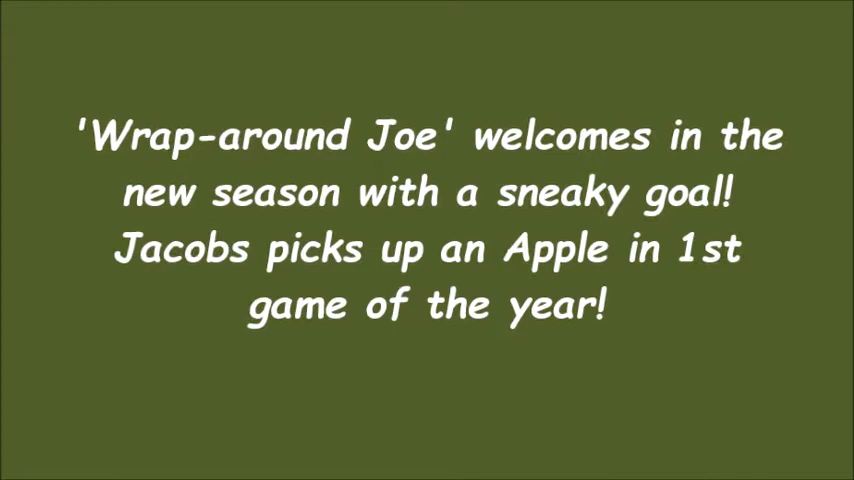 'Wrap-around Joe' welcomes in the
new season with a sneaky goal!
Jacobs picks up an Apple in 1st
game of the year!